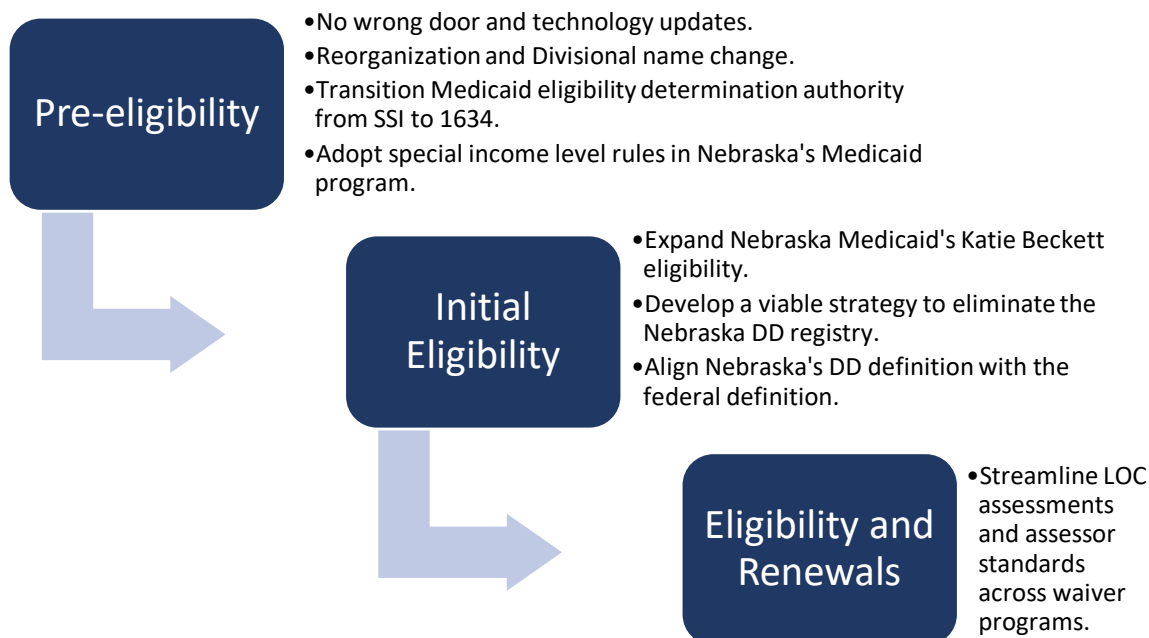 Pre-eligibility
•No wrong door and technology updates.
•Reorganization and Divisional name change.
•Transition Medicaid eligibility determination authority
from SSI to 1634.
•Adopt special income level rules in Nebraska's Medicaid
program.
Initial
Eligibility
•Expand Nebraska Medicaid's Katie Beckett
eligibility.
•Develop a viable strategy to eliminate the
Nebraska DD registry.
•Align Nebraska's DD definition with the
federal definition.
Eligibility and
Renewals
•Streamline LOC
assessments
and assessor
standards
across waiver
programs.